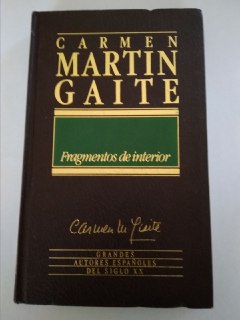 CARMEN
MARTIN
GAITE
Fragmentos de interior
Carmen M Gaite
GRANDES
AUTORES ESPAÑOLES
DEL SIGLO XX